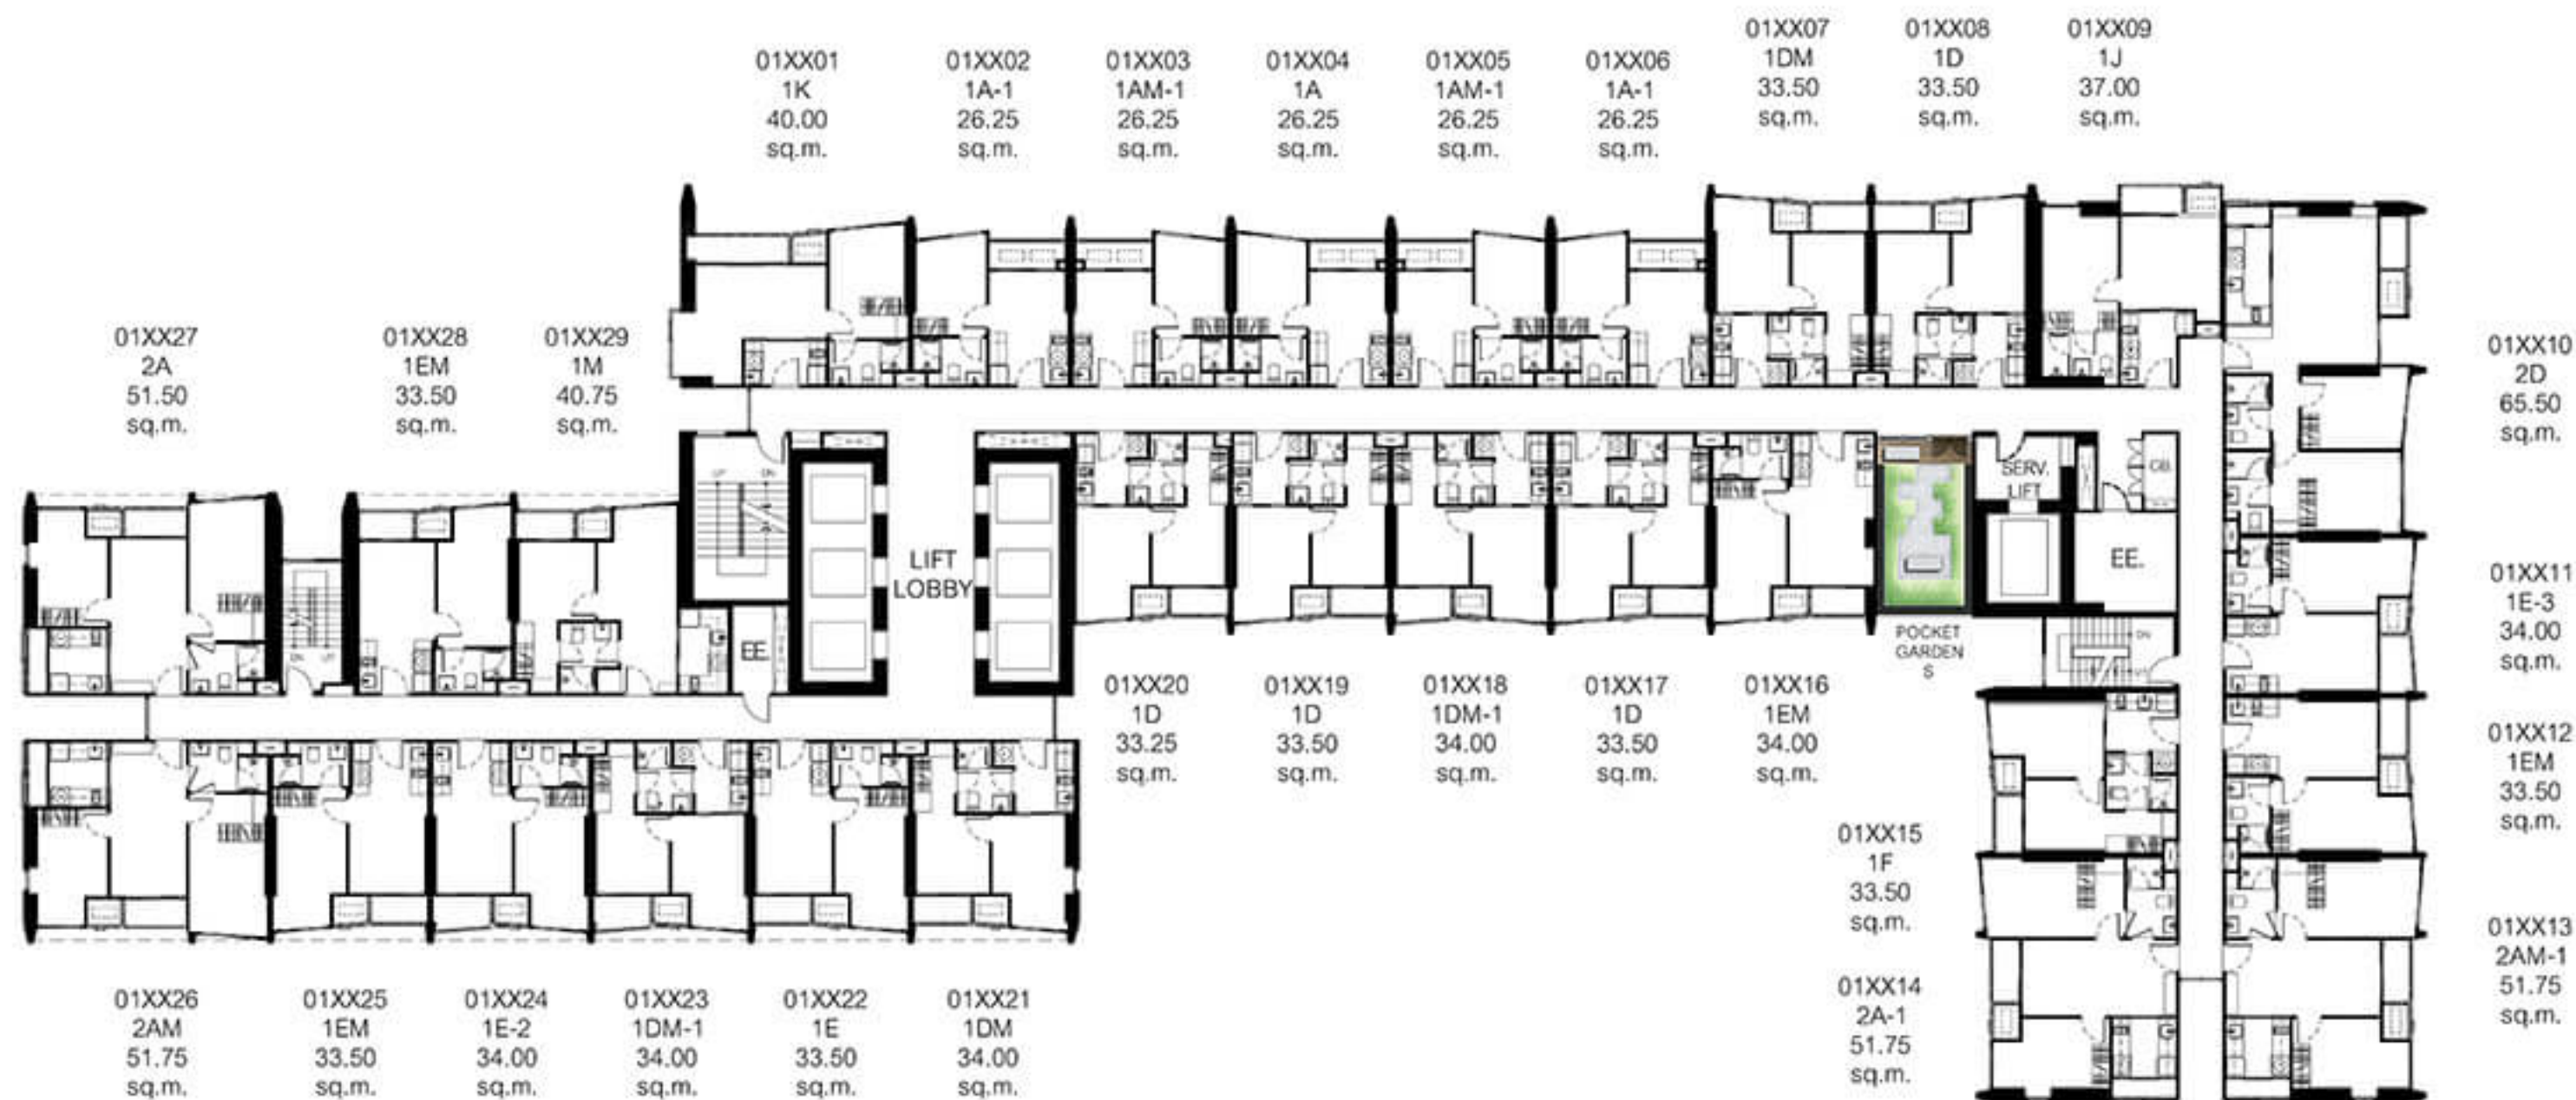 01XX01
1K
40.00
sq.m.
01XX02
1A-1
26.25
sq.m.
01XX03
1AM-1
26.25
sq.m.
01XX04
1A
26.25
sq.m.
01XX05
1AM-1
26.25
sq.m.
01XX06
1A-1
26.25
sq.m.
01XX07
1DM
33.50
sq.m.
01XX08
1D
33.50
sq.m.
01XX09
1J
37.00
sq.m.
01XX27
2A
51.50
sq.m.
01XX28
1EM
33.50
sq.m.
01XX29
1M
40.75
sq.m.
01XX10
2D
65.50
sq.m.
UP DN
LIFT
LOBBY
SERV.
LIFT
CB.
EE.
EE.
DN UP
DN
POCKET
GARDEN
S
01XX11
1E-3
34.00
sq.m.
01XX20
1D
33.25
sq.m.
01XX19
1D
33.50
sq.m.
01XX18
1DM-1
34.00
sq.m.
01XX17
1D
33.50
sq.m.
01XX16
1EM
34.00
sq.m.
01XX12
1EM
33.50
sq.m.
01XX15
1F
33.50
sq.m.
01XX13
2AM-1
51.75
sq.m.
01XX14
2A-1
51.75
sq.m.
01XX26
2AM
51.75
sq.m.
01XX25
1EM
33.50
sq.m.
01XX24
1E-2
34.00
sq.m.
01XX23
1DM-1
34.00
sq.m.
01XX22
1E
33.50
sq.m.
01XX21
1DM
34.00
sq.m.